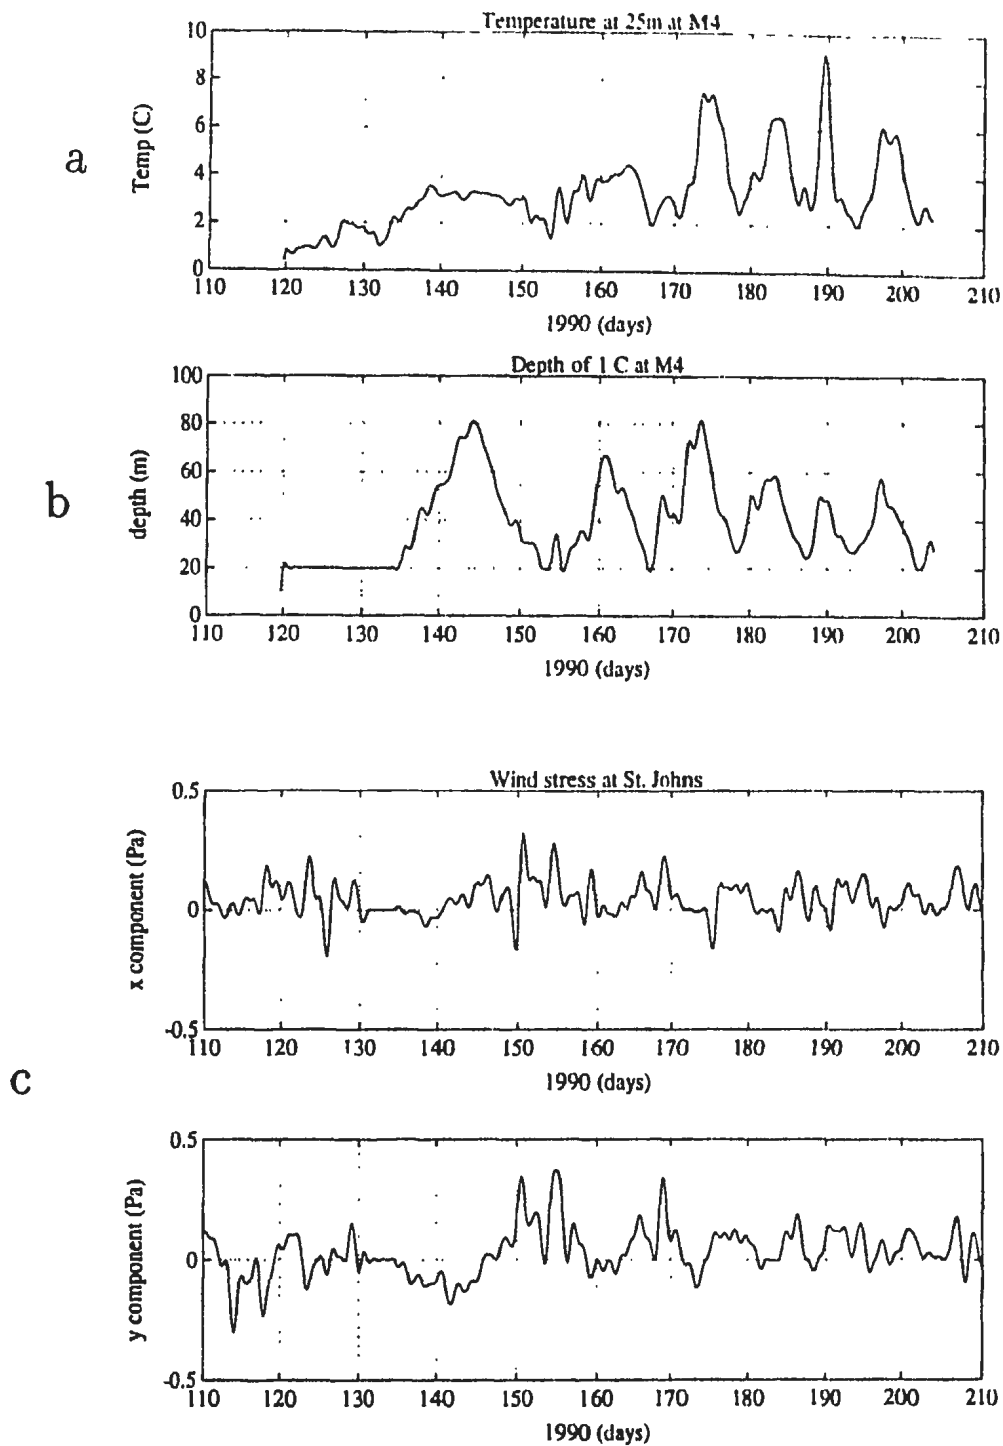 Temperature at 25m at M4
a
Temp (C)
10
8
6
4
2
0
110 120 130 140 150 160 170 180 190 200 210
1990 (days)
Depth of 1 C at M4
b
depth (m)
100
80
60
40
20
0
110 120 130 140 150 160 170 180 190 200 210
1990 (days)
Wind stress at St. Johns
c
x component (Pa)
0.5
0
-0.5
110 120 130 140 150 160 170 180 190 200 210
1990 (days)
y component (Pa)
0.5
0
-0.5
110 120 130 140 150 160 170 180 190 200 210
1990 (days)